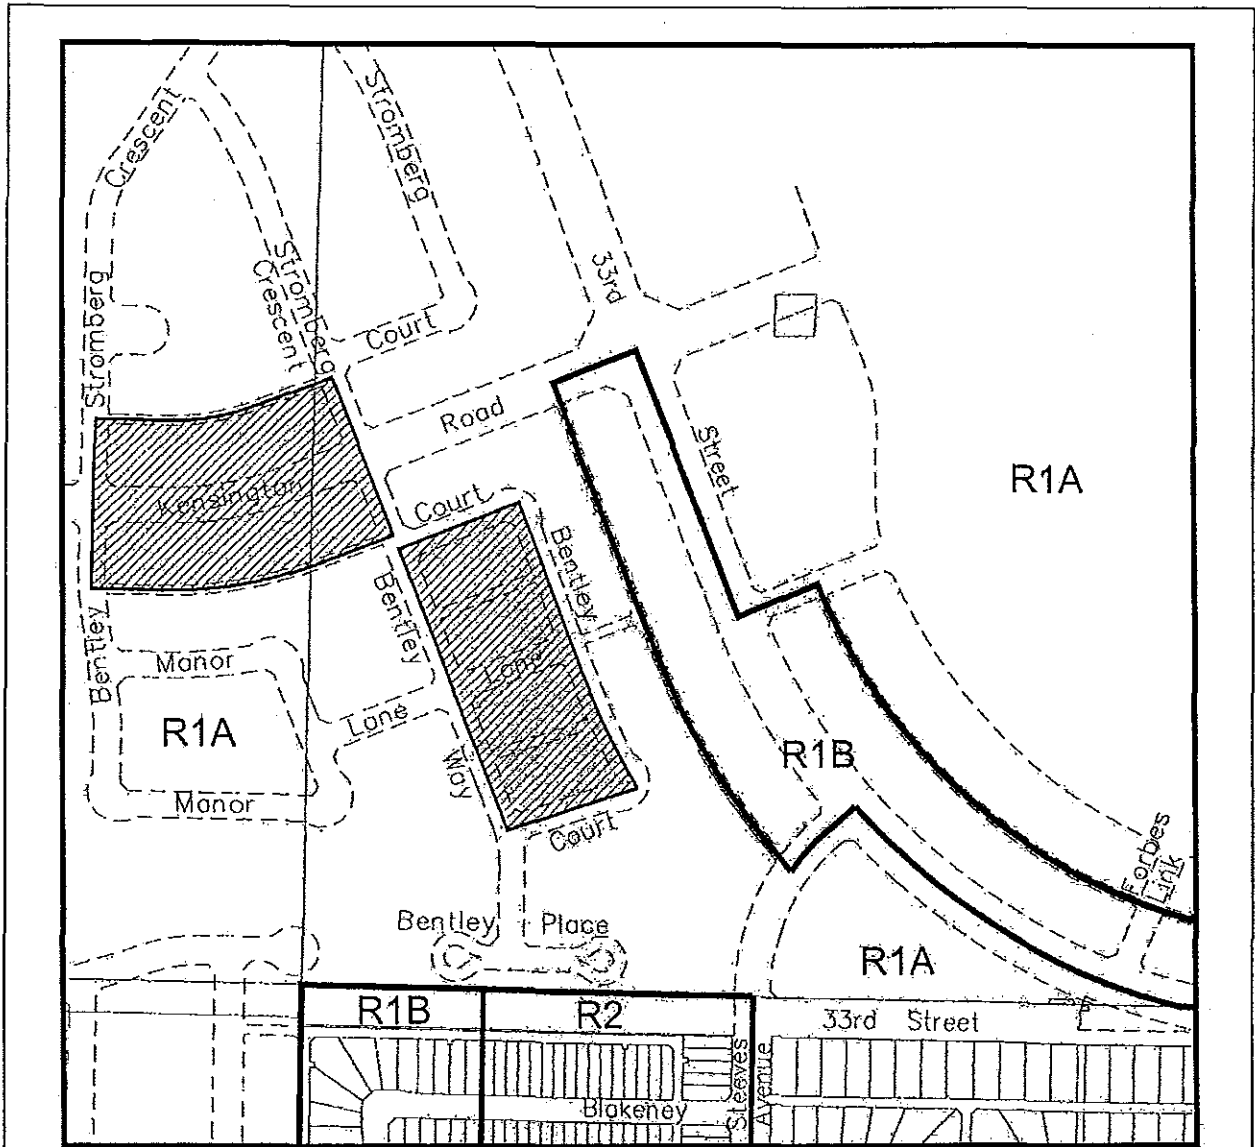 Crescent
Stromberg
Stromberg
Crescent
Stromberg
Stromberg
33rd
Court
Road
Street
R1A
Kensington
Court
Bentley
Bentley
Bentley
Lane
Manor
R1A
Lane
Manor
Way
Court
R1B
Forbes
Link
Bentley Place
R1A
R1B
R2
33rd Street
Blakeney
Steeves
Avenue